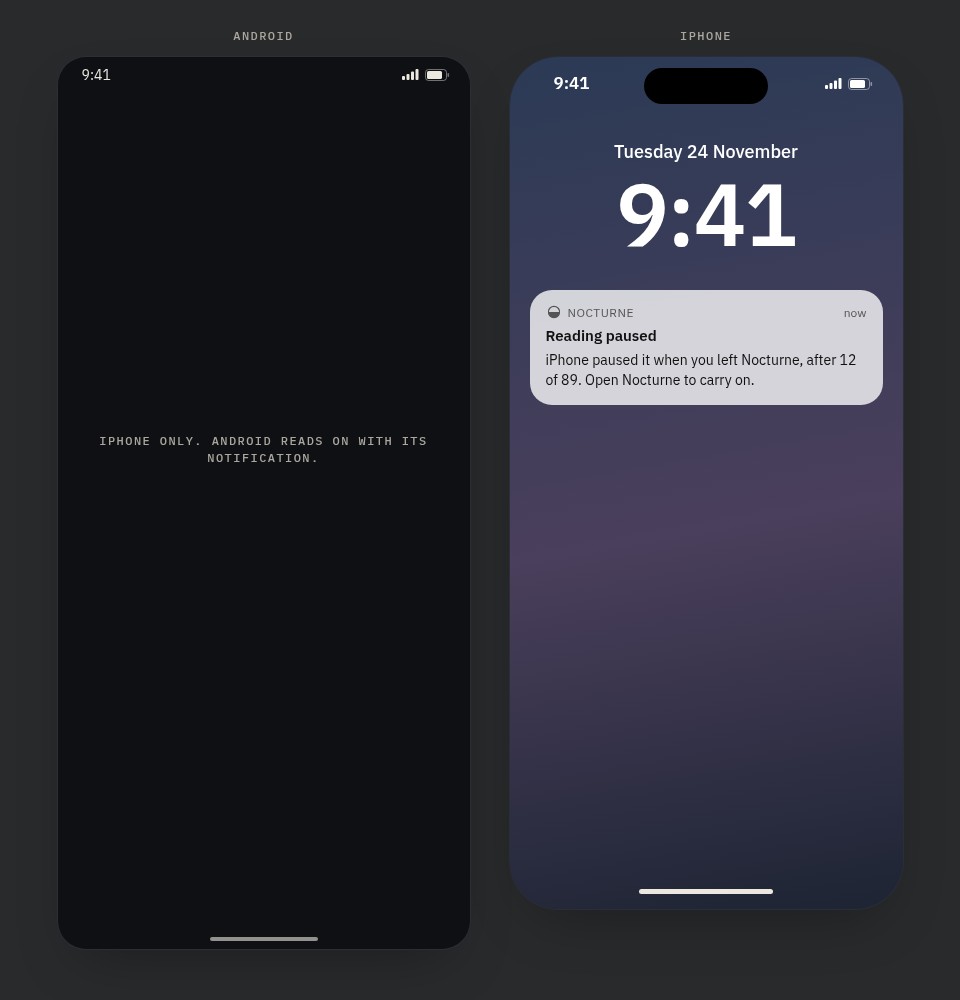 ANDROID
9:41
IPHONE ONLY. ANDROID READS ON WITH ITS
NOTIFICATION.
IPHONE
9:41
Tuesday 24 November
9:41
NOCTURNE
now
Reading paused
iPhone paused it when you left Nocturne, after 12
of 89. Open Nocturne to carry on.